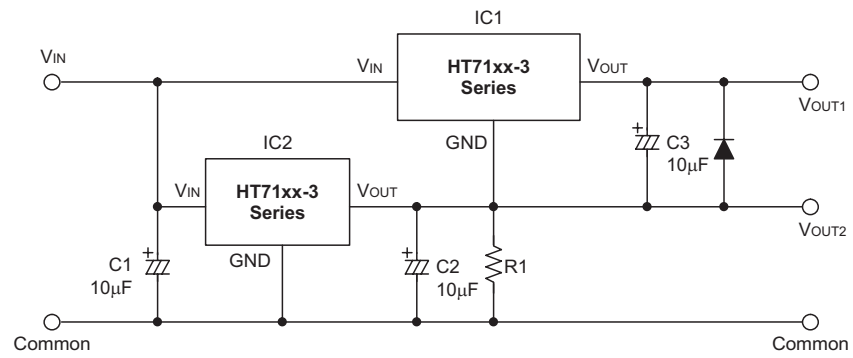 IC1
VIN
VIN
HT71xx-3
Series
VOUT
VOUT1
GND
C3
10µF
IC2
VIN
HT71xx-3
Series
VOUT
VOUT2
GND
C1
10µF
C2
10µF
R1
Common
Common